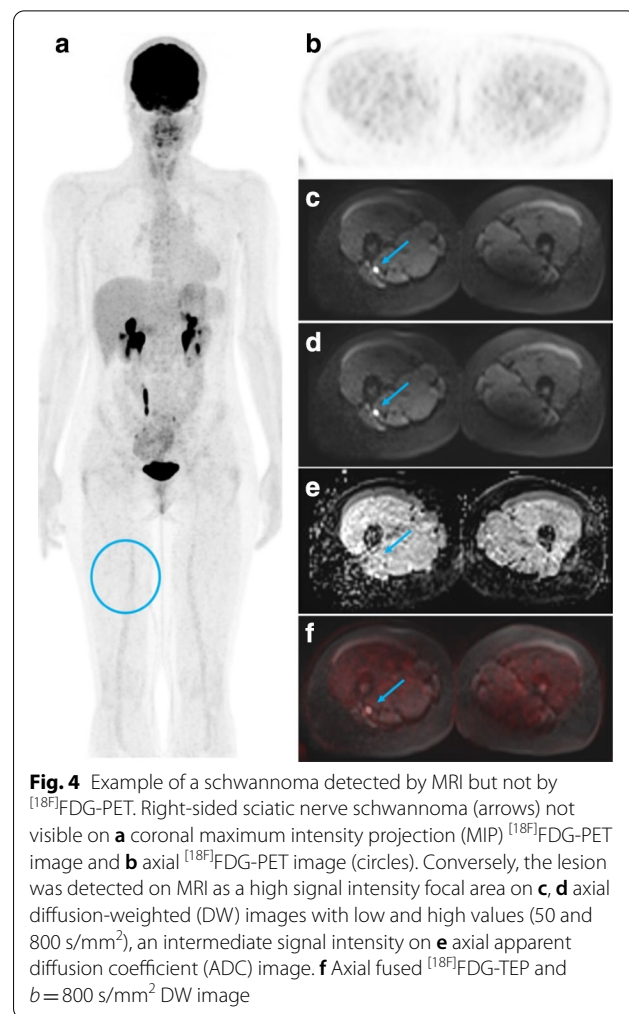 a
b
c
d
e
f
Fig. 4 Example of a schwannoma detected by MRI but not by
[18F]FDG-PET. Right-sided sciatic nerve schwannoma (arrows) not
visible on a coronal maximum intensity projection (MIP) [18F]FDG-PET
image and b axial [18F]FDG-PET image (circles). Conversely, the lesion
was detected on MRI as a high signal intensity focal area on c, d axial
diffusion-weighted (DW) images with low and high values (50 and
800 s/mm2), an intermediate signal intensity on e axial apparent
diffusion coefficient (ADC) image. f Axial fused [18F]FDG-TEP and
b = 800 s/mm2 DW image